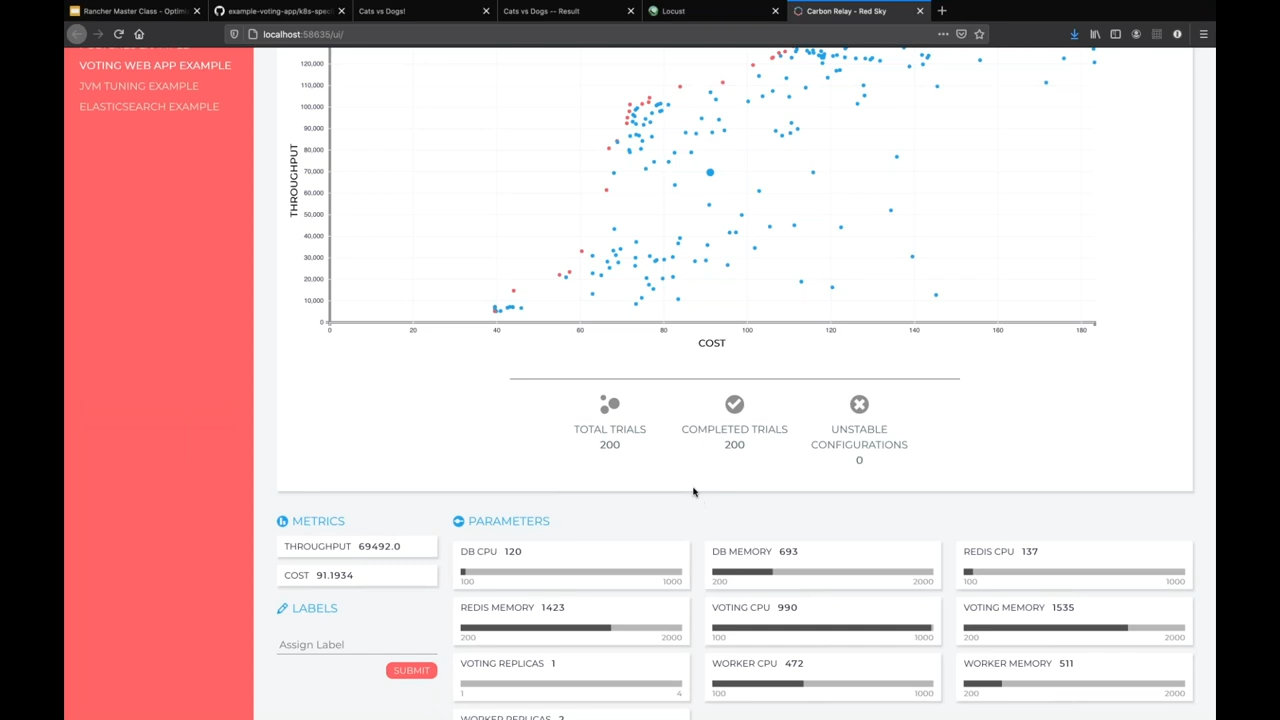 Rancher Master Class - Optimi
example-voting-app/k8s-speci
Cats vs Dogs!
Cats vs Dogs -- Result
Locust
Carbon Relay - Red Sky
localhost:58635/ui/
VOTING WEB APP EXAMPLE
JVM TUNING EXAMPLE
ELASTICSEARCH EXAMPLE
THROUGHPUT
120,000
110,000
100,000
90,000
80,000
70,000
60,000
50,000
40,000
30,000
20,000
10,000
0
0 20 40 60 80 100 120 140 160 180
COST
TOTAL TRIALS
200
COMPLETED TRIALS
200
UNSTABLE
CONFIGURATIONS
0
METRICS
THROUGHPUT 69492.0
COST 91.1934
LABELS
Assign Label
SUBMIT
PARAMETERS
DB CPU 120
100 1000
DB MEMORY 693
200 2000
REDIS CPU 137
100 1000
REDIS MEMORY 1423
200 2000
VOTING CPU 990
100 1000
VOTING MEMORY 1535
200 2000
VOTING REPLICAS 1
1 4
WORKER CPU 472
100 1000
WORKER MEMORY 511
200 2000
WORKER REPLICAS 2